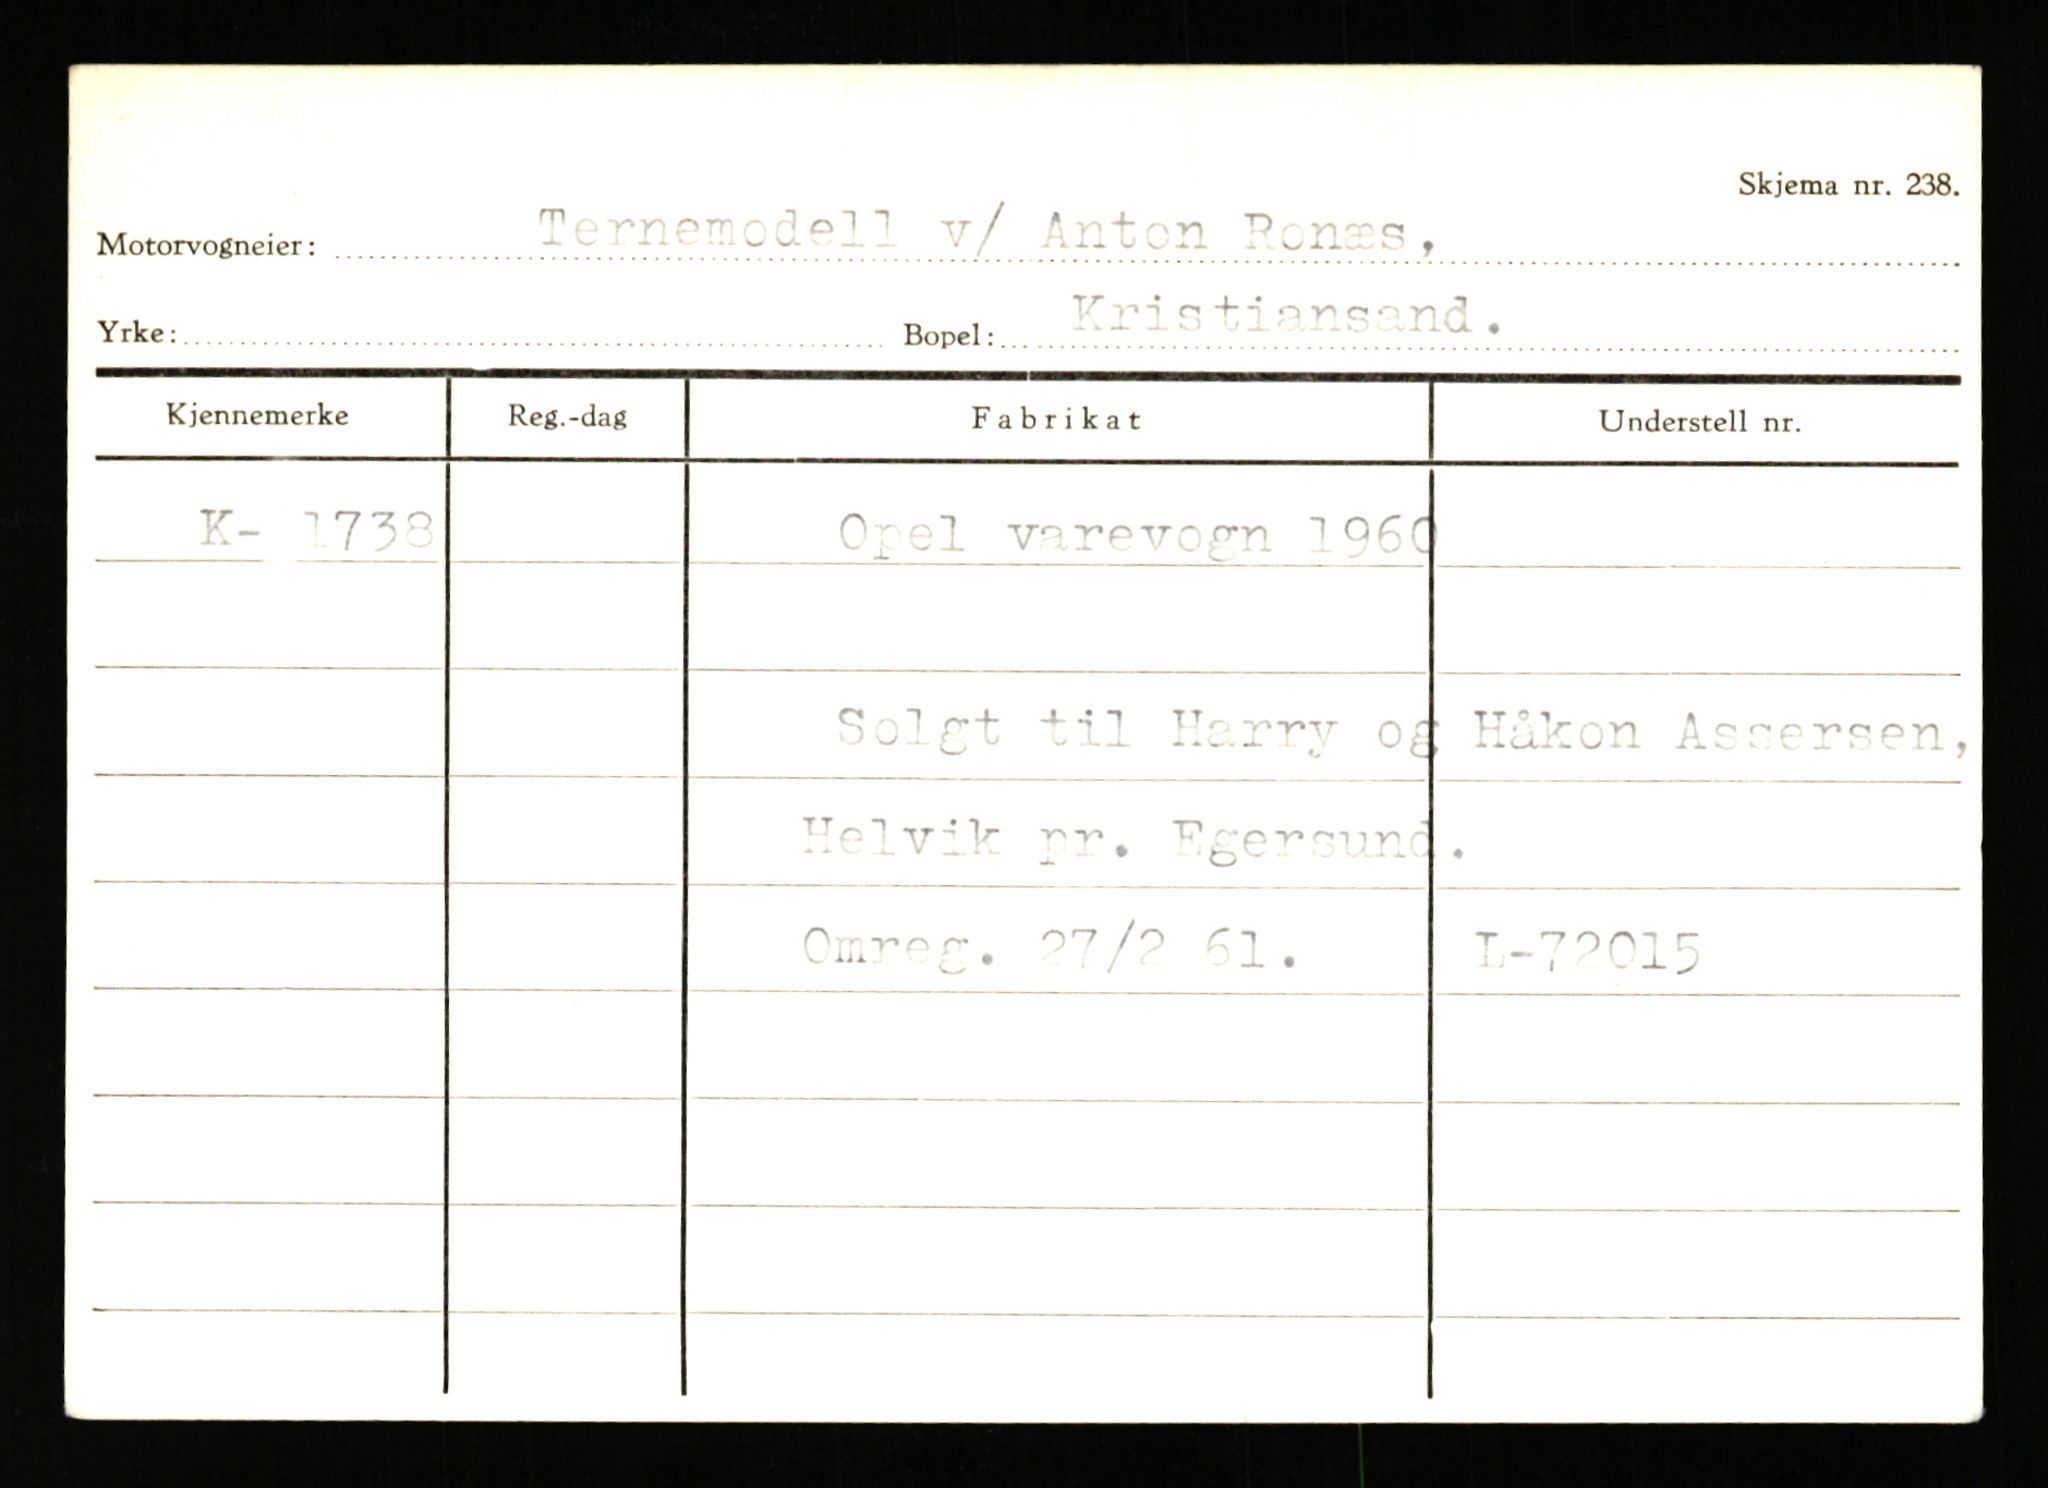 Skjema nr. 238.
Motorvogneier: Ternemodell v/ Anton Ronæs,
Yrke: Bopel: Kristiansand.
Kjennemerke Reg.-dag Fabrikat Understell nr.
K- 1738 Opel varevogn 1960
Solgt til Harry og Håkon Assersen,
Helvik pr. Egersund.
Omreg. 27/2 61. L-72015